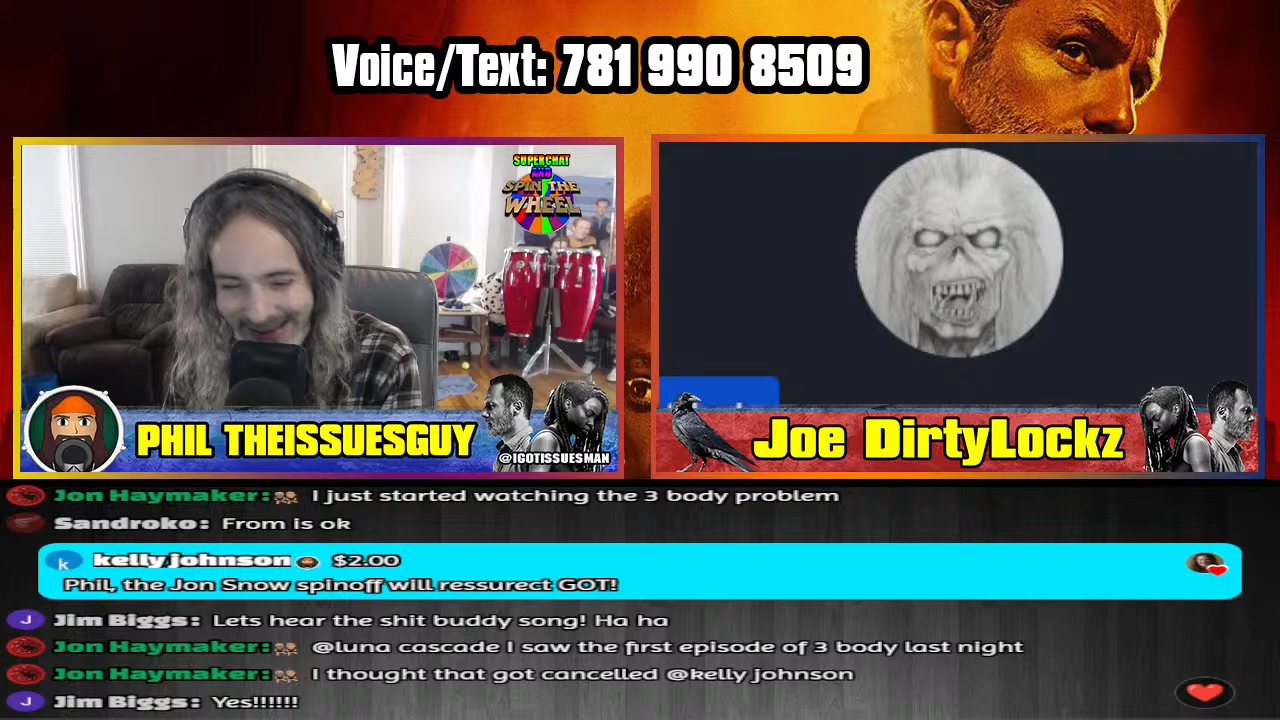 Voice/Text: 781 990 8509
SUPERCHAT
AND
SPIN THE
WHEEL
PHIL THEISSUESGUY
@IGOTISSUESMAN
Joe DirtyLockz
Jon Haymaker: I just started watching the 3 body problem
Sandroko: From is ok
k kelly johnson $2.00
Phil, the Jon Snow spinoff will ressurect GOT!
J Jim Biggs: Lets hear the shit buddy song! Ha ha
Jon Haymaker: @luna cascade I saw the first episode of 3 body last night
Jon Haymaker: I thought that got cancelled @kelly johnson
J Jim Biggs: Yes!!!!!!